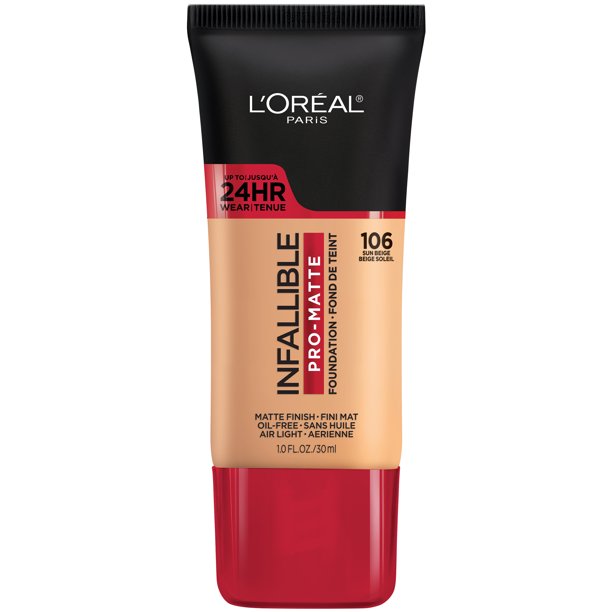 L'ORÉAL®
PARIS
UP TO | JUSQU'À
24HR
WEAR | TENUE
106
SUN BEIGE
BEIGE SOLEIL
INFALLIBLE
PRO-MATTE
FOUNDATION • FOND DE TEINT
MATTE FINISH • FINI MAT
OIL-FREE • SANS HUILE
AIR LIGHT • AERIENNE
1.0 FL.OZ./30ml